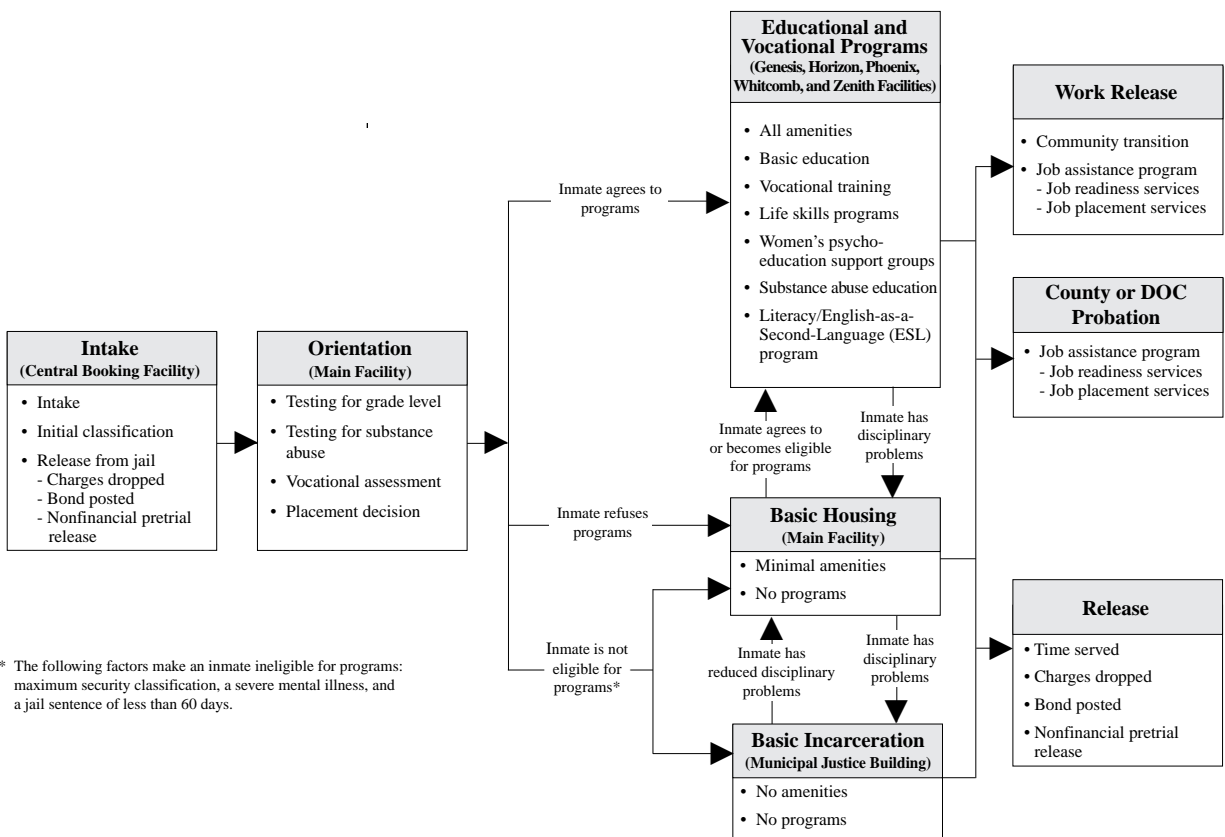 Intake
(Central Booking Facility)
• Intake
• Initial classification
• Release from jail
- Charges dropped
- Bond posted
- Nonfinancial pretrial
release
Orientation
(Main Facility)
• Testing for grade level
• Testing for substance
abuse
• Vocational assessment
• Placement decision
Inmate agrees to
programs
Inmate refuses
programs
Inmate is not
eligible for
programs*
Educational and
Vocational Programs
(Genesis, Horizon, Phoenix,
Whitcomb, and Zenith Facilities)
• All amenities
• Basic education
• Vocational training
• Life skills programs
• Women's psycho-
education support groups
• Substance abuse education
• Literacy/English-as-a-
Second-Language (ESL)
program
Inmate agrees to
or becomes eligible
for programs
Inmate has
disciplinary
problems
Basic Housing
(Main Facility)
• Minimal amenities
• No programs
Inmate has
reduced disciplinary
problems
Inmate has
disciplinary
problems
Basic Incarceration
(Municipal Justice Building)
• No amenities
• No programs
Work Release
• Community transition
• Job assistance program
- Job readiness services
- Job placement services
County or DOC
Probation
• Job assistance program
- Job readiness services
- Job placement services
Release
• Time served
• Charges dropped
• Bond posted
• Nonfinancial pretrial
release
* The following factors make an inmate ineligible for programs:
maximum security classification, a severe mental illness, and
a jail sentence of less than 60 days.